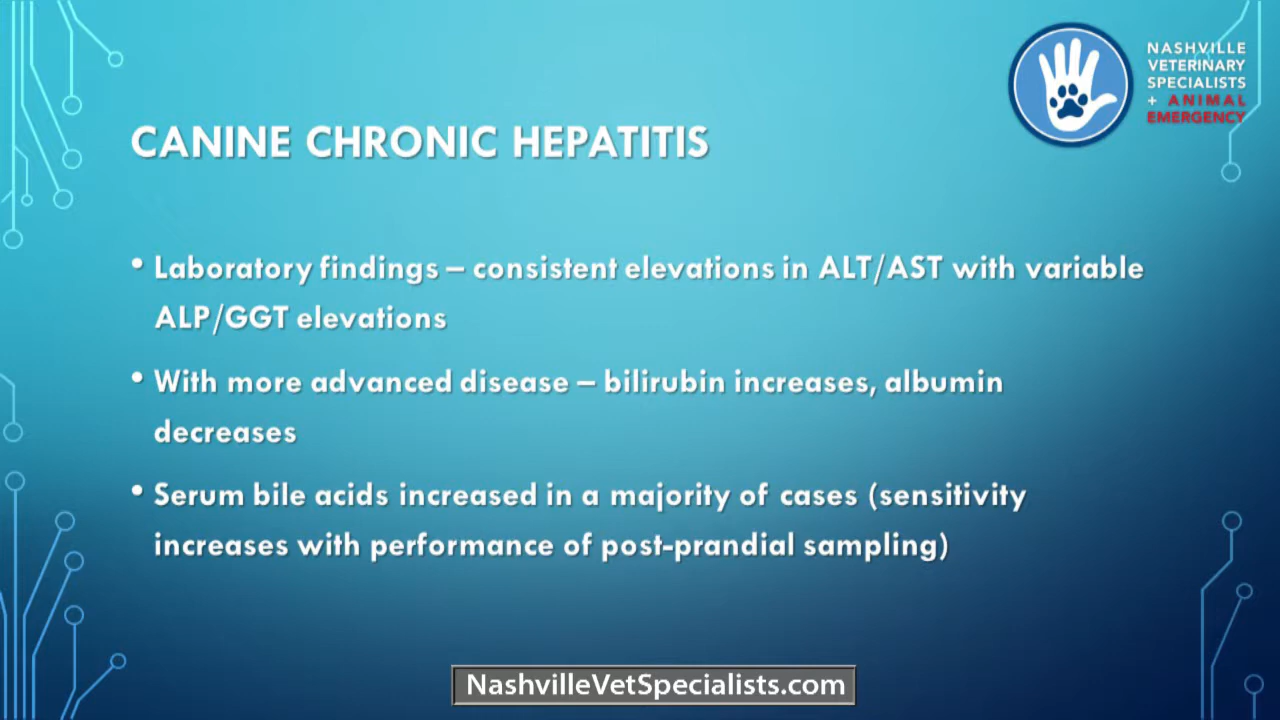 NASHVILLE
VETERINARY
SPECIALISTS
+ ANIMAL
EMERGENCY
CANINE CHRONIC HEPATITIS
• Laboratory findings – consistent elevations in ALT/AST with variable
ALP/GGT elevations
• With more advanced disease – bilirubin increases, albumin
decreases
• Serum bile acids increased in a majority of cases (sensitivity
increases with performance of post-prandial sampling)
NashvilleVetSpecialists.com